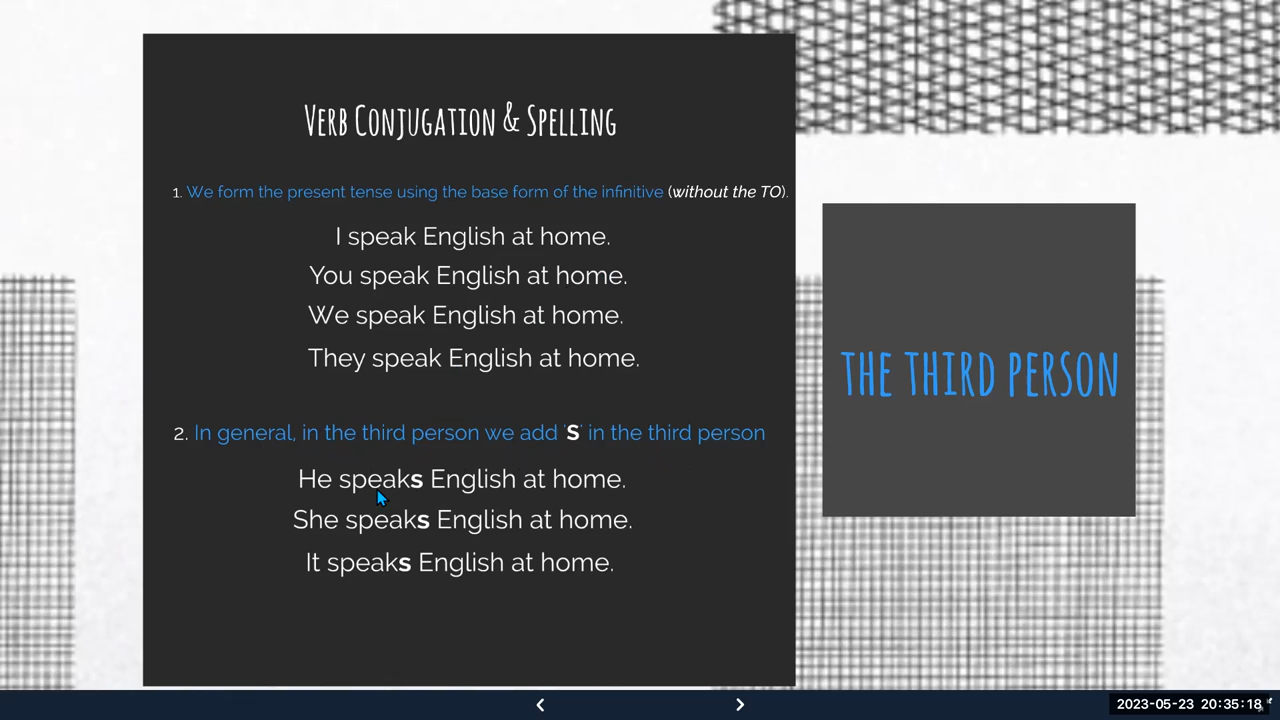 Verb Conjugation & Spelling
1. We form the present tense using the base form of the infinitive (without the TO).
I speak English at home.
You speak English at home.
We speak English at home.
They speak English at home.
2. In general, in the third person we add 'S' in the third person
He speaks English at home.
She speaks English at home.
It speaks English at home.
THE THIRD PERSON
2023-05-23 20:35:18